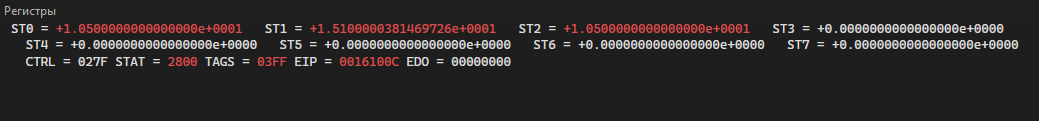 Регистры
ST0 = +1.0500000000000000e+0001 ST1 = +1.5100000381469726e+0001 ST2 = +1.0500000000000000e+0001 ST3 = +0.0000000000000000e+0000
ST4 = +0.0000000000000000e+0000 ST5 = +0.0000000000000000e+0000 ST6 = +0.0000000000000000e+0000 ST7 = +0.0000000000000000e+0000
CTRL = 027F STAT = 2800 TAGS = 03FF EIP = 0016100C EDO = 00000000